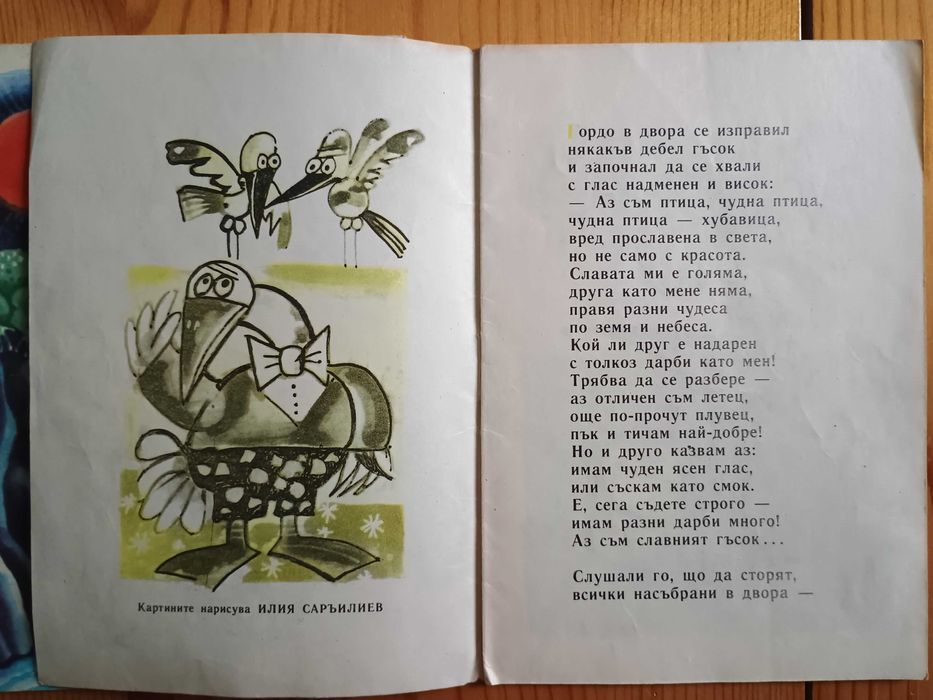 Картините нарисува ИЛИЯ САРЪИЛИЕВ
Гордо в двора се изправил
някакъв дебел гъсок
и започнал да се хвали
с глас надменен и висок:
— Аз съм птица, чудна птица,
чудна птица — хубавица,
вред прославена в света,
но не само с красота.
Славата ми е голяма,
друга като мене няма,
правя разни чудеса
по земя и небеса.
Кой ли друг е надарен
с толкоз дарби като мен!
Трябва да се разбере —
аз отличен съм летец,
още по-прочут плувец,
пък и тичам най-добре!
Но и друго казвам аз:
имам чуден ясен глас,
или съскам като смок.
Е, сега съдете строго —
имам разни дарби много!
Аз съм славният гъсок...
Слушали го, що да сторят,
всички насъбрани в двора —